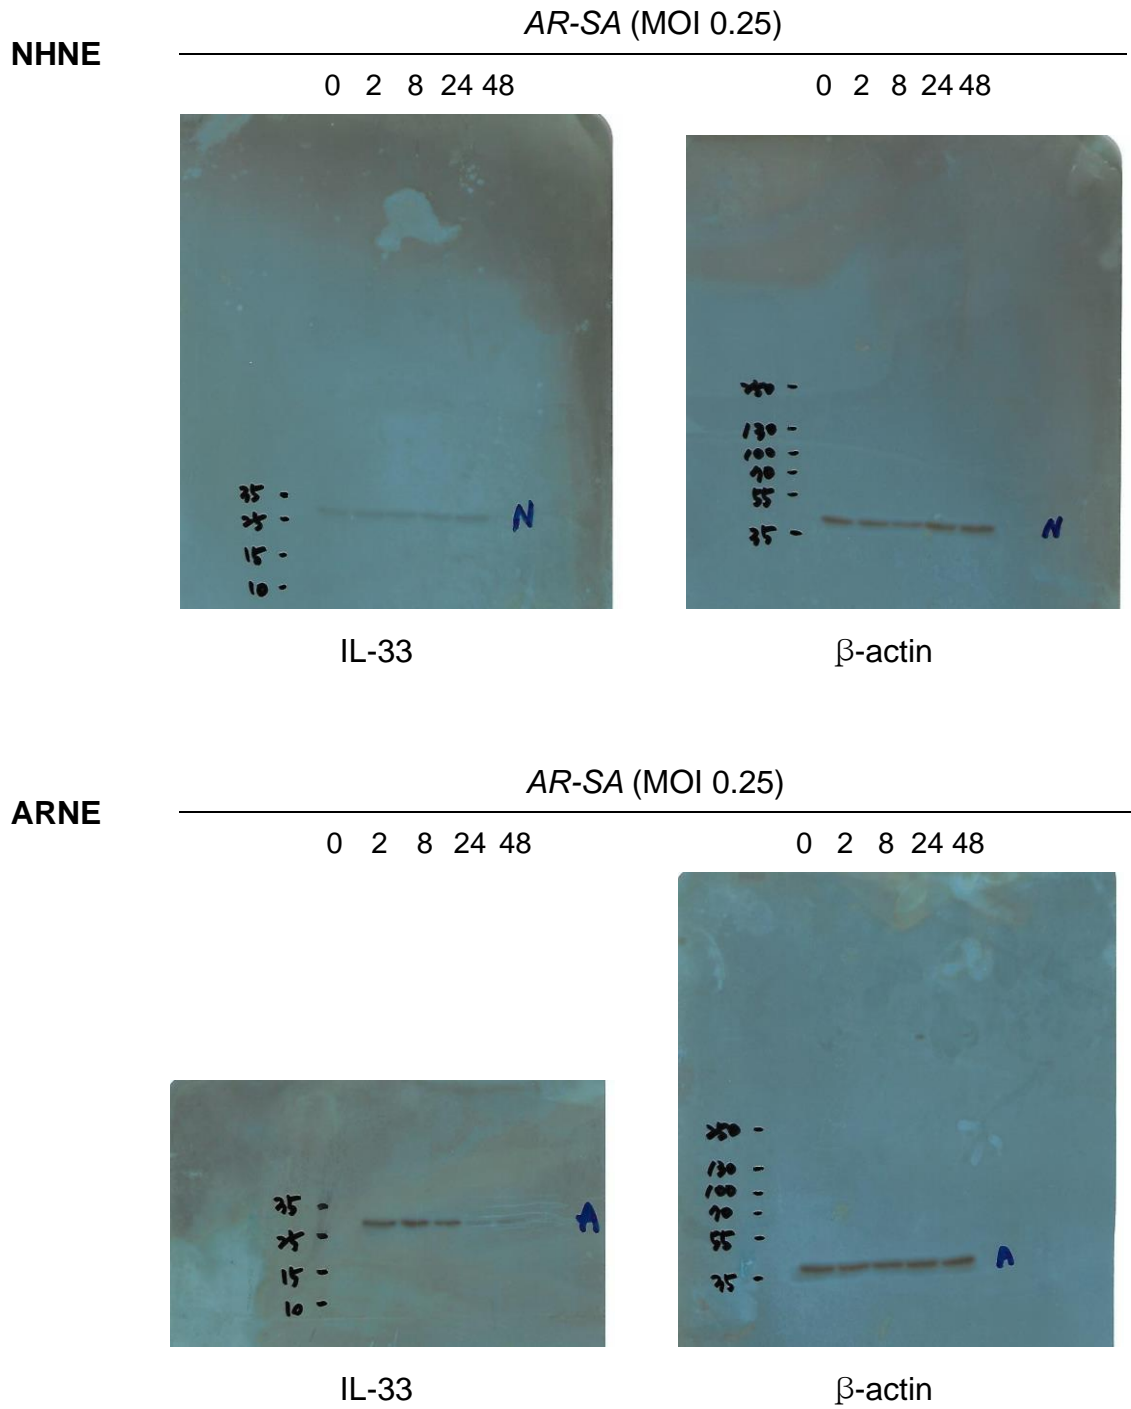 AR-SA (MOI 0.25)
NHNE
0 2 8 24 48
0 2 8 24 48
35 -
25 -
15 -
10 -
N
250 -
130 -
100 -
70 -
55 -
35 -
N
IL-33
β-actin
AR-SA (MOI 0.25)
ARNE
0 2 8 24 48
0 2 8 24 48
35 -
25 -
15 -
10 -
A
250 -
130 -
100 -
70 -
55 -
35 -
A
IL-33
β-actin